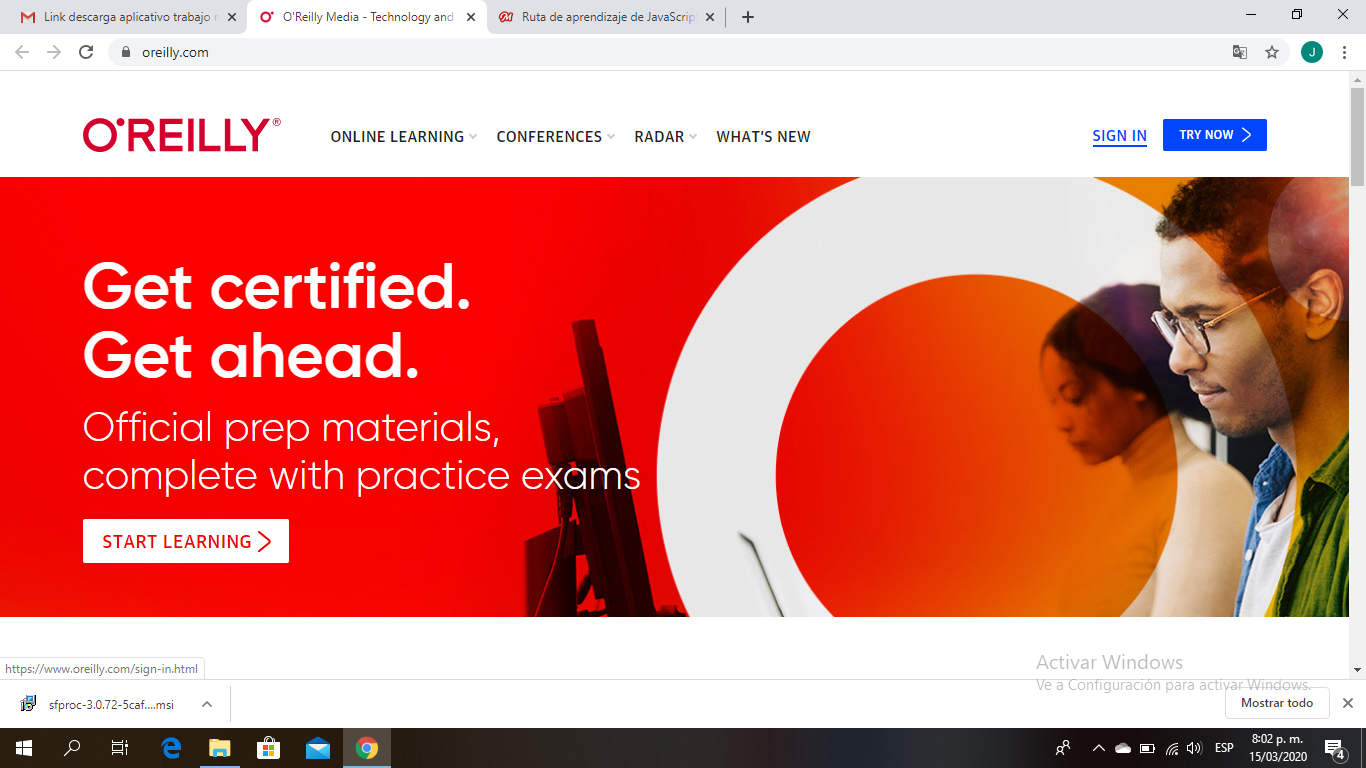 Link descarga aplicativo trabajo
O'Reilly Media - Technology and
Ruta de aprendizaje de JavaScrip
oreilly.com
J
O'REILLY®
ONLINE LEARNING
CONFERENCES
RADAR
WHAT'S NEW
SIGN IN
TRY NOW
Get certified.
Get ahead.
Official prep materials,
complete with practice exams
START LEARNING
https://www.oreilly.com/sign-in.html
Activar Windows
Ve a Configuración para activar Windows.
sfproc-3.0.72-5caf....msi
Mostrar todo
ESP
8:02 p. m.
15/03/2020
4